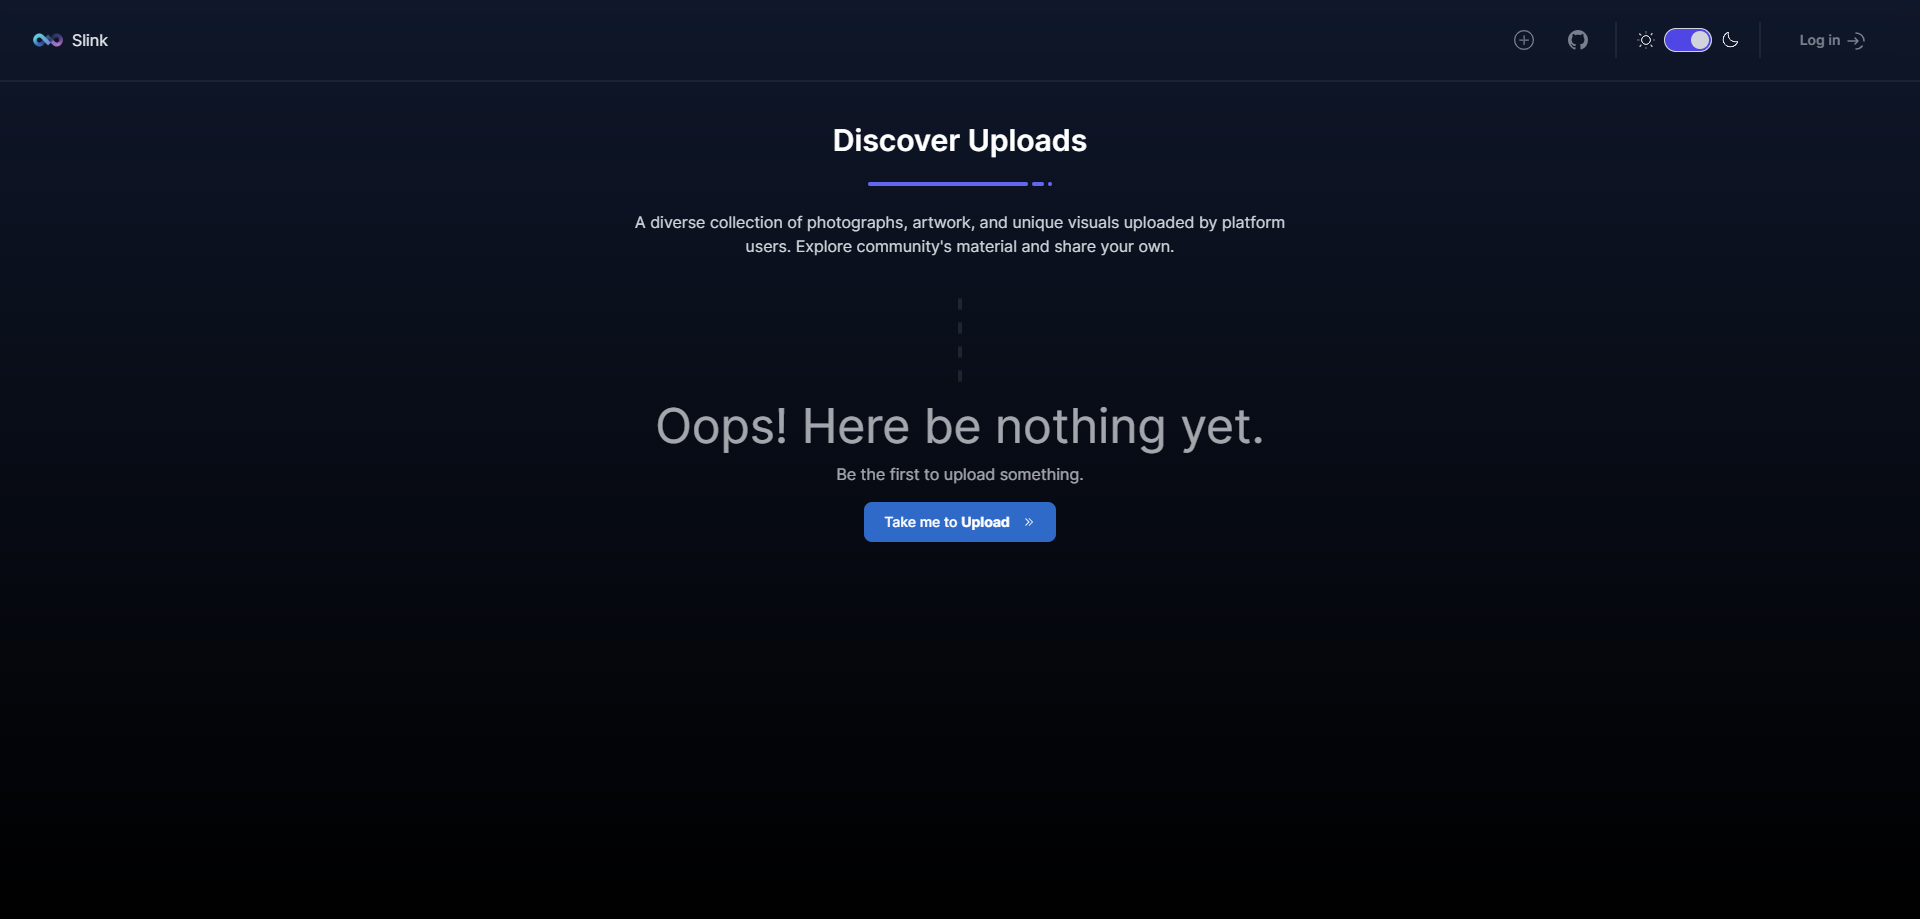 Slink
Log in
Discover Uploads
A diverse collection of photographs, artwork, and unique visuals uploaded by platform
users. Explore community's material and share your own.
Oops! Here be nothing yet.
Be the first to upload something.
Take me to Upload